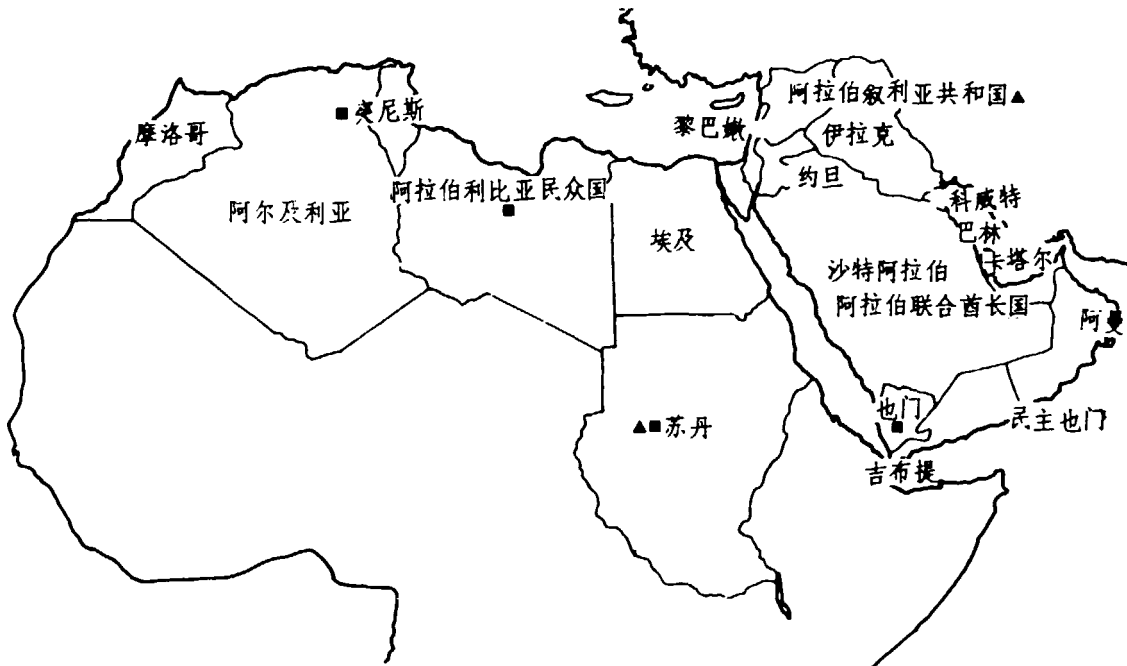 阿拉伯叙利亚共和国▲
■突尼斯
黎巴嫩
伊拉克
摩洛哥
约旦
阿拉伯利比亚民众国
■
科威特
阿尔及利亚
巴林
埃及
卡塔尔
沙特阿拉伯
阿拉伯联合酋长国
阿曼
也门
■
民主也门
▲■苏丹
吉布提